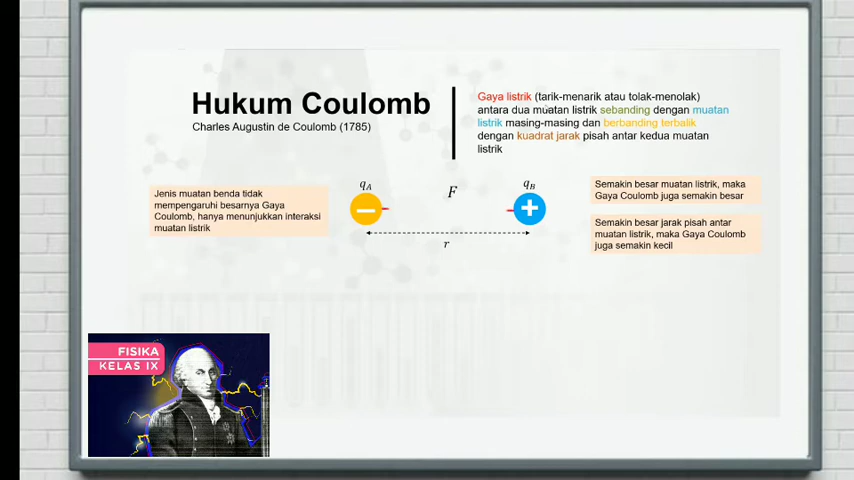 Hukum Coulomb
Charles Augustin de Coulomb (1785)
Gaya listrik (tarik-menarik atau tolak-menolak)
antara dua muatan listrik sebanding dengan muatan
listrik masing-masing dan berbanding terbalik
dengan kuadrat jarak pisah antar kedua muatan
listrik
Jenis muatan benda tidak
mempengaruhi besarnya Gaya
Coulomb, hanya menunjukkan interaksi
muatan listrik
qA
F
qB
−
+
r
Semakin besar muatan listrik, maka
Gaya Coulomb juga semakin besar
Semakin besar jarak pisah antar
muatan listrik, maka Gaya Coulomb
juga semakin kecil
FISIKA
KELAS IX